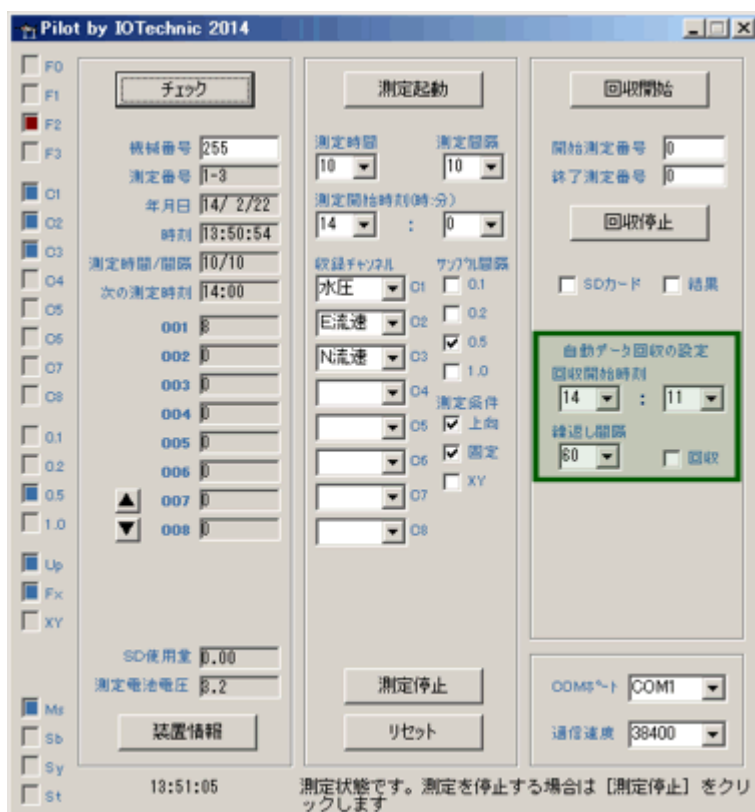 Pilot by IOTechnic 2014
F0
F1
F2
F3
C1
C2
C3
C4
C5
C6
C7
C8
0.1
0.2
0.5
1.0
Up
Fx
XY
Ms
Sb
Sy
St
チェック
機械番号 255
測定番号 1-3
年月日 14/ 2/22
時刻 13:50:54
測定時間/間隔 10/10
次の測定時刻 14:00
001 8
002 0
003 0
004 0
005 0
006 0
▲ 007 0
▼ 008 0
SD使用量 0.00
測定電池電圧 3.2
装置情報
13:51:05
測定起動
測定時間 測定間隔
10 10
測定開始時刻(時:分)
14 : 0
収録チャンネル サンプル間隔
水圧 C1 0.1
E流速 C2 0.2
N流速 C3 0.5
C4 1.0
測定条件
C5 上向
C6 固定
C7 XY
C8
測定停止
リセット
回収開始
開始測定番号 0
終了測定番号 0
回収停止
SDカード 結果
自動データ回収の設定
回収開始時刻
14 : 11
繰返し間隔
60 回収
COMポート COM1
通信速度 38400
測定状態です。測定を停止する場合は [測定停止] をクリ
ックします